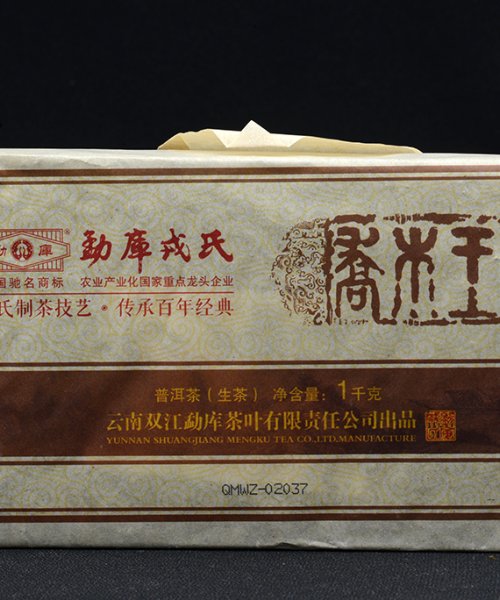 勐库戎氏
农业产业化国家重点龙头企业
国驰名商标
氏制茶技艺·传承百年经典
乔木王
普洱茶（生茶） 净含量：1千克
云南双江勐库茶叶有限责任公司出品
YUNNAN SHUANGJIANG MENGKU TEA CO.,LTD.MANUFACTURE
QMWZ-02037